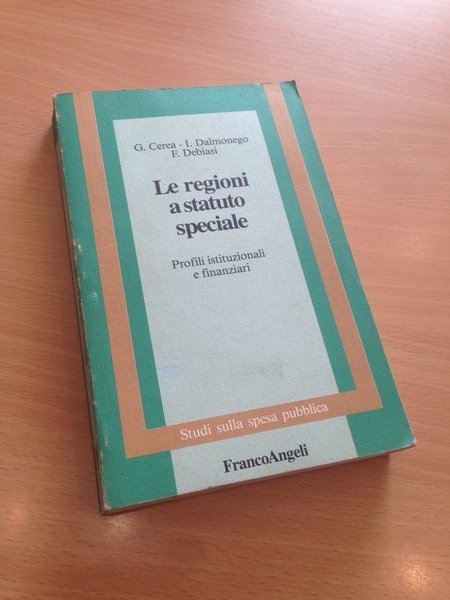 G. Cerea - I. Dalmonego
F. Debiasi
Le regioni
a statuto
speciale
Profili istituzionali
e finanziari
Studi sulla spesa pubblica
FrancoAngeli